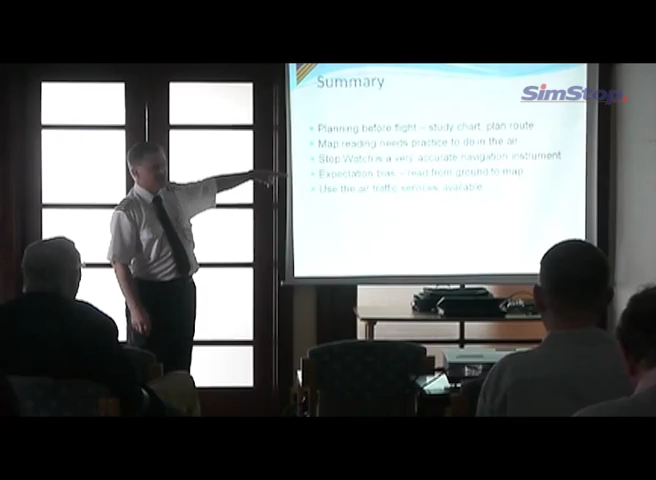 Summary
SimStop
Planning before flight – study chart, plan route
Map reading needs practice to do in the air
Stop Watch is a very accurate navigation instrument
Expectation bias – read from ground to map
Use the air traffic services available